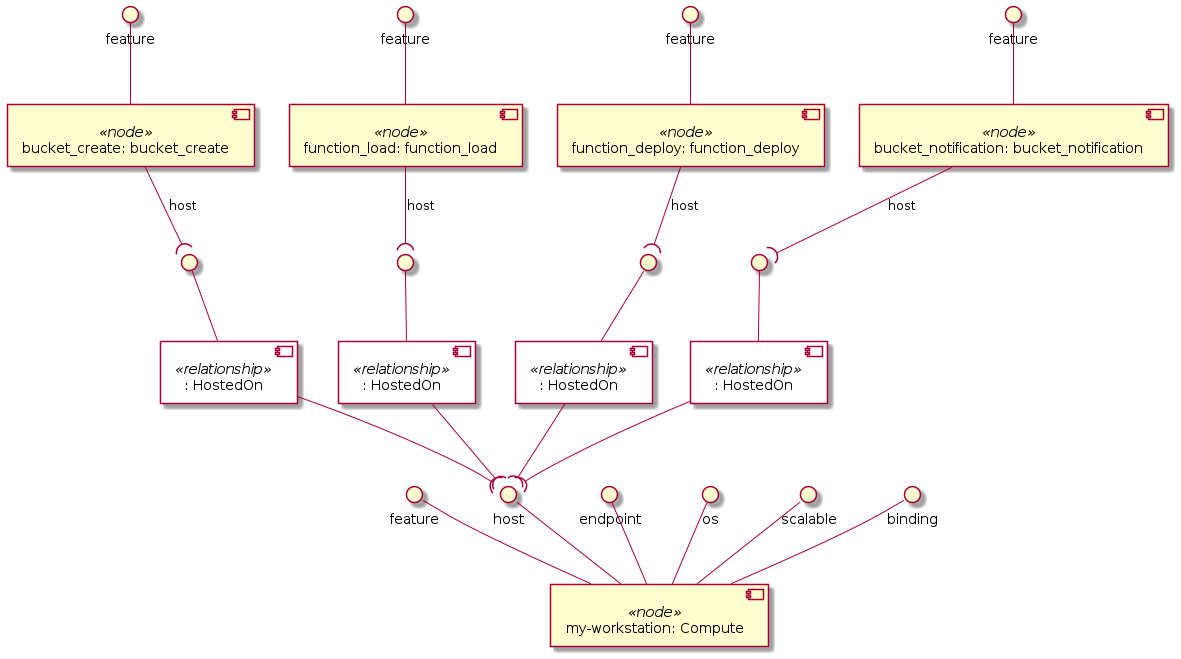 feature
feature
feature
feature
«node»
bucket_create: bucket_create
«node»
function_load: function_load
«node»
function_deploy: function_deploy
«node»
bucket_notification: bucket_notification
host
host
host
host
«relationship»
: HostedOn
«relationship»
: HostedOn
«relationship»
: HostedOn
«relationship»
: HostedOn
feature
host
endpoint
os
scalable
binding
«node»
my-workstation: Compute